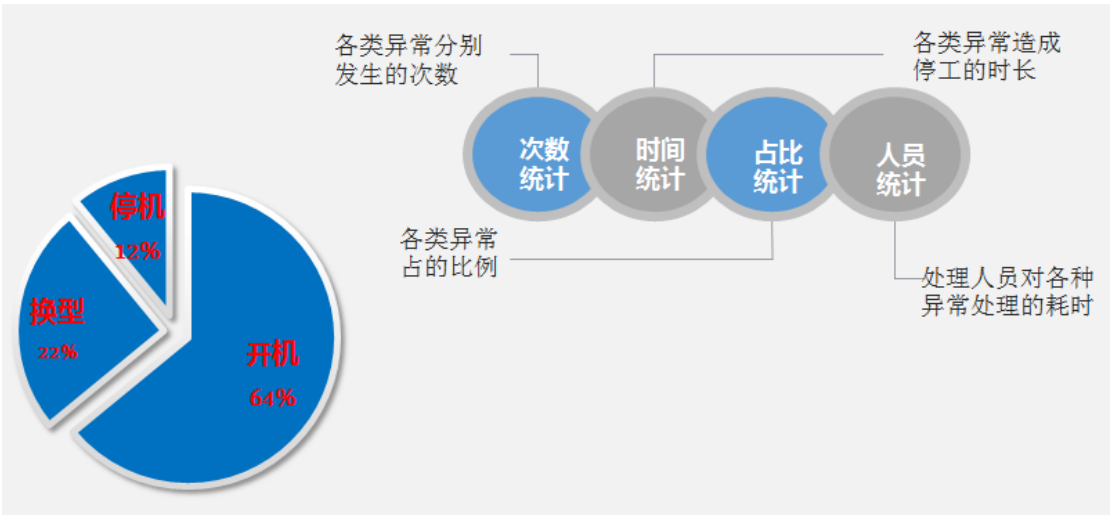 各类异常分别
发生的次数
各类异常造成
停工的时长
次数
统计
时间
统计
占比
统计
人员
统计
各类异常
占的比例
处理人员对各种
异常处理的耗时
停机
12%
换型
22%
开机
64%